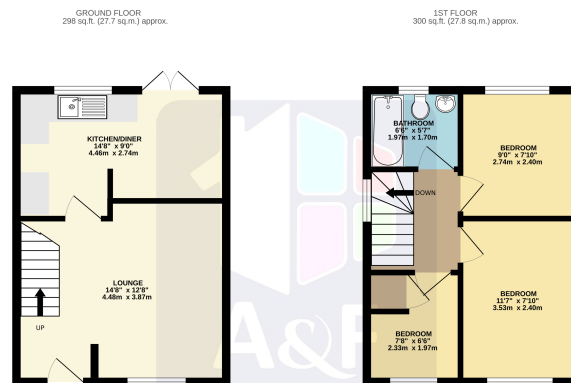 GROUND FLOOR
298 sq.ft. (27.7 sq.m.) approx.
1ST FLOOR
300 sq.ft. (27.8 sq.m.) approx.
KITCHEN/DINER
14'8" x 9'0"
4.46m x 2.74m
LOUNGE
14'8" x 12'8"
4.48m x 3.87m
UP
BATHROOM
6'6" x 5'7"
1.97m x 1.70m
BEDROOM
9'0" x 7'10"
2.74m x 2.40m
DOWN
BEDROOM
11'7" x 7'10"
3.53m x 2.40m
BEDROOM
7'8" x 6'6"
2.33m x 1.97m
A&F